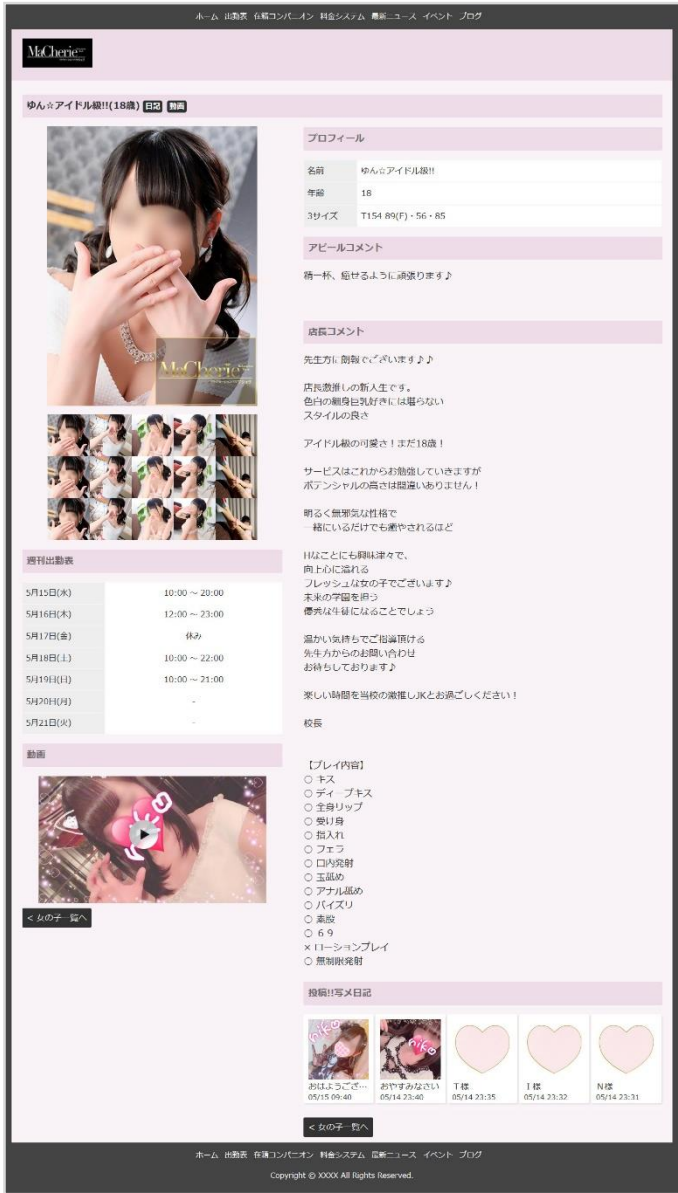 ホーム 出勤表 在籍コンパニオン 料金システム 最新ニュース イベント ブログ
MaCherie
ゆん☆アイドル級!!(18歳) 日記 動画
MaCherie
週刊出勤表
5月15日(水) 10:00 ～ 20:00
5月16日(木) 12:00 ～ 23:00
5月17日(金) 休み
5月18日(土) 10:00 ～ 22:00
5月19日(日) 10:00 ～ 21:00
5月20日(月) -
5月21日(火) -
動画
< 女の子一覧へ
プロフィール
名前 ゆん☆アイドル級!!
年齢 18
3サイズ T154 89(F)・56・85
アピールコメント
精一杯、癒せるように頑張ります♪
店長コメント
先生方に朗報でございます♪♪
店長激推しの新入生です。
色白の細身巨乳好きには堪らない
スタイルの良さ
アイドル級の可愛さ！まだ18歳！
サービスはこれからお勉強していきますが
ポテンシャルの高さは間違いありません！
明るく無邪気な性格で
一緒にいるだけでも癒やされるほど
Hなことにも興味津々で、
向上心に溢れる
フレッシュな女の子でございます♪
未来の学園を担う
優秀な生徒になることでしょう
温かい気持ちでご指導頂ける
先生方からのお問い合わせ
お待ちしております♪
楽しい時間を当校の激推しJKとお過ごしください！
校長
【プレイ内容】
○ キス
○ ディープキス
○ 全身リップ
○ 受け身
○ 指入れ
○ フェラ
○ 口内発射
○ 玉舐め
○ アナル舐め
○ パイズリ
○ 素股
○ ６９
× ローションプレイ
○ 無制限発射
投稿!!写メ日記
niko
おはようござ…
05/15 09:40
niko
おやすみなさい
05/14 23:40
T様
05/14 23:35
I様
05/14 23:32
N様
05/14 23:31
< 女の子一覧へ
ホーム 出勤表 在籍コンパニオン 料金システム 最新ニュース イベント ブログ
Copyright © XXXX All Rights Reserved.